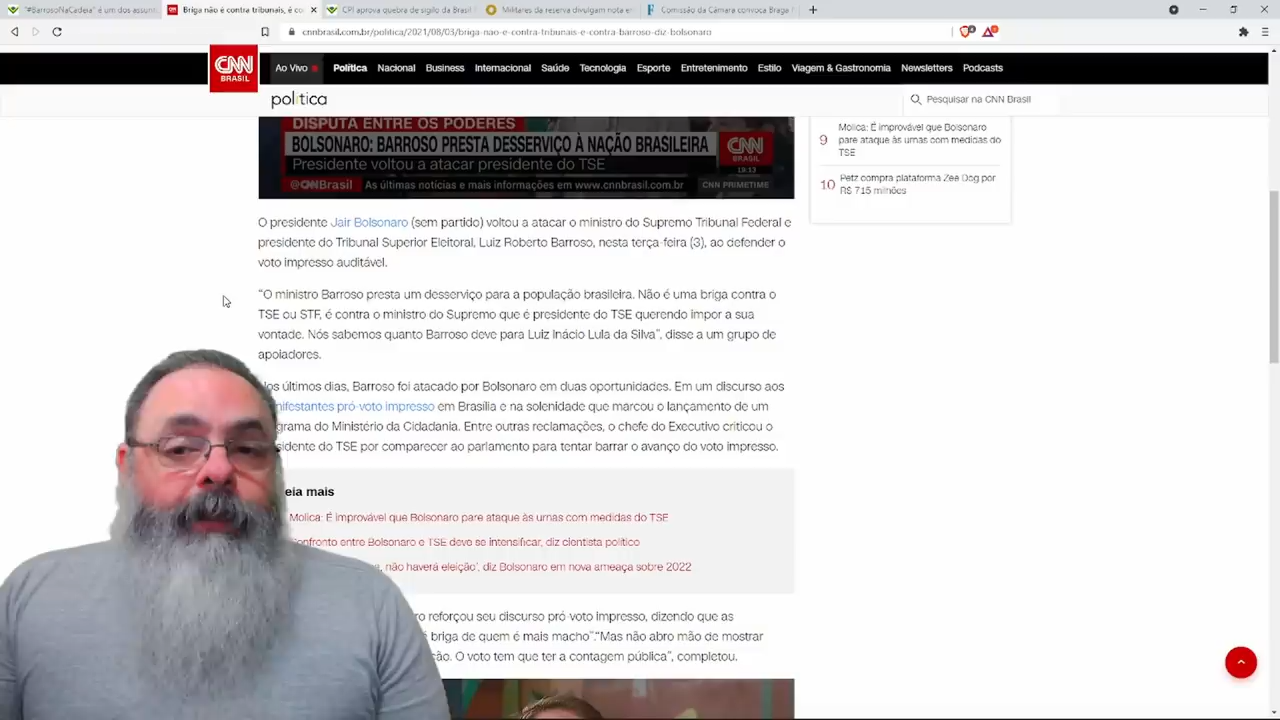 "#BarrosoNaCadeia" é um dos assunt
Briga não é contra tribunais, é co
CPI aprova quebra de sigilo da Brasil
Militares da reserva divulgam nota en
Comissão da Câmara convoca Braga
cnnbrasil.com.br/politica/2021/08/03/briga-nao-e-contra-tribunais-e-contra-barroso-diz-bolsonaro
CNN BRASIL
Ao Vivo Política Nacional Business Internacional Saúde Tecnologia Esporte Entretenimento Estilo Viagem & Gastronomia Newsletters Podcasts
política
Pesquisar na CNN Brasil
DISPUTA ENTRE OS PODERES
BOLSONARO: BARROSO PRESTA DESSERVIÇO À NAÇÃO BRASILEIRA
Presidente voltou a atacar presidente do TSE
CNN BRASIL
19:13
@CNNBrasil As últimas notícias e mais informações em www.cnnbrasil.com.br CNN PRIMETIME
9 Molica: É improvável que Bolsonaro
pare ataque às urnas com medidas do
TSE
10 Petz compra plataforma Zee Dog por
R$ 715 milhões
O presidente Jair Bolsonaro (sem partido) voltou a atacar o ministro do Supremo Tribunal Federal e
presidente do Tribunal Superior Eleitoral, Luiz Roberto Barroso, nesta terça-feira (3), ao defender o
voto impresso auditável.
“O ministro Barroso presta um desserviço para a população brasileira. Não é uma briga contra o
TSE ou STF, é contra o ministro do Supremo que é presidente do TSE querendo impor a sua
vontade. Nós sabemos quanto Barroso deve para Luiz Inácio Lula da Silva”, disse a um grupo de
apoiadores.
os últimos dias, Barroso foi atacado por Bolsonaro em duas oportunidades. Em um discurso aos
nifestantes pró-voto impresso em Brasília e na solenidade que marcou o lançamento de um
grama do Ministério da Cidadania. Entre outras reclamações, o chefe do Executivo criticou o
sidente do TSE por comparecer ao parlamento para tentar barrar o avanço do voto impresso.
eia mais
Molica: É improvável que Bolsonaro pare ataque às urnas com medidas do TSE
onfronto entre Bolsonaro e TSE deve se intensificar, diz cientista político
, não haverá eleição’, diz Bolsonaro em nova ameaça sobre 2022
ro reforçou seu discurso pró voto impresso, dizendo que as
briga de quem é mais macho”.“Mas não abro mão de mostrar
ção. O voto tem que ter a contagem pública”, completou.